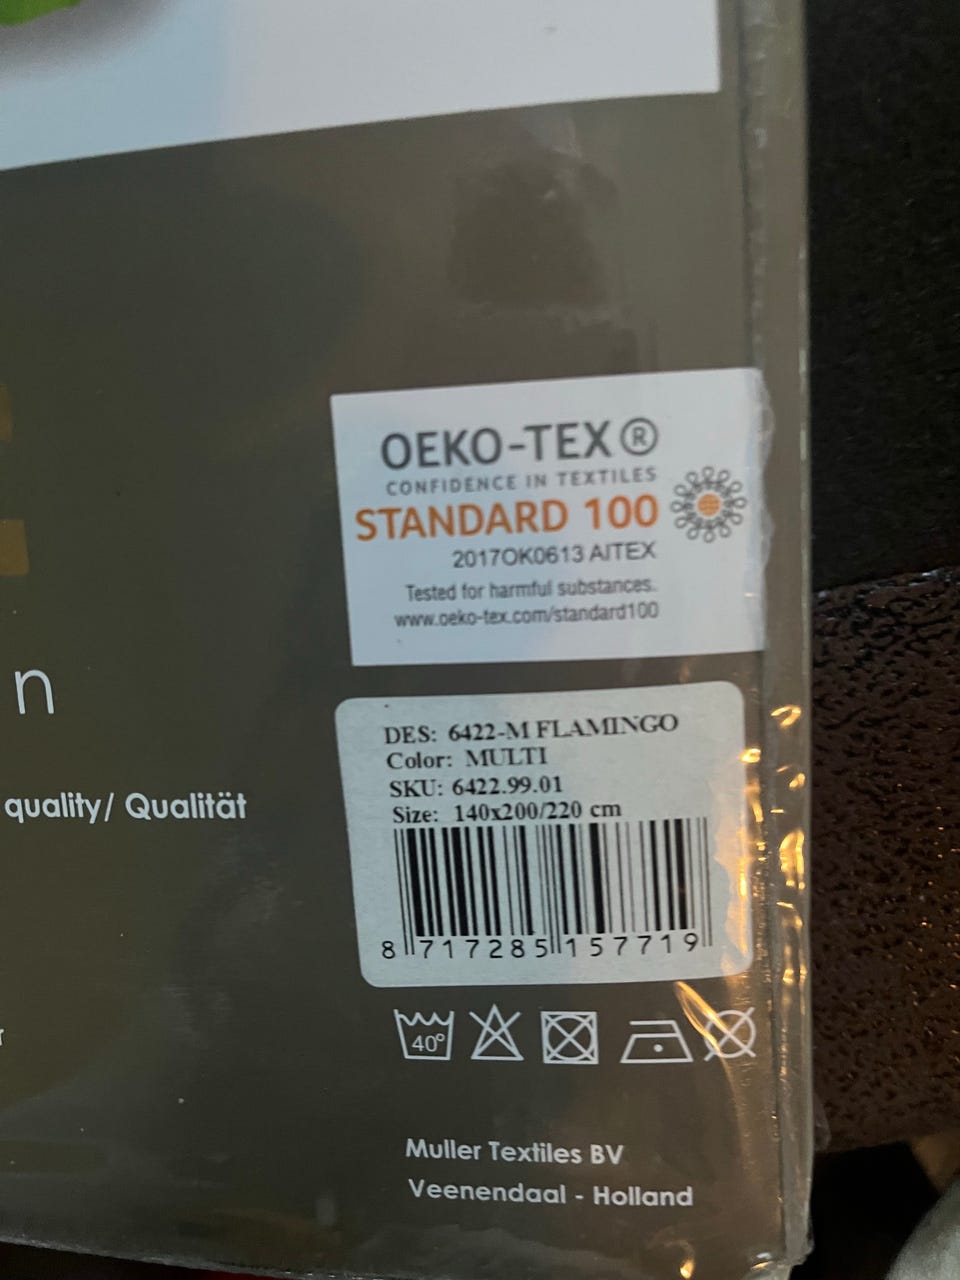 OEKO-TEX®
CONFIDENCE IN TEXTILES
STANDARD 100
2017OK0613 AITEX
Tested for harmful substances.
www.oeko-tex.com/standard100
n
DES: 6422-M FLAMINGO
Color: MULTI
SKU: 6422.99.01
Size: 140x200/220 cm
quality/ Qualität
8 717285 157719
r
40°
Muller Textiles BV
Veenendaal - Holland